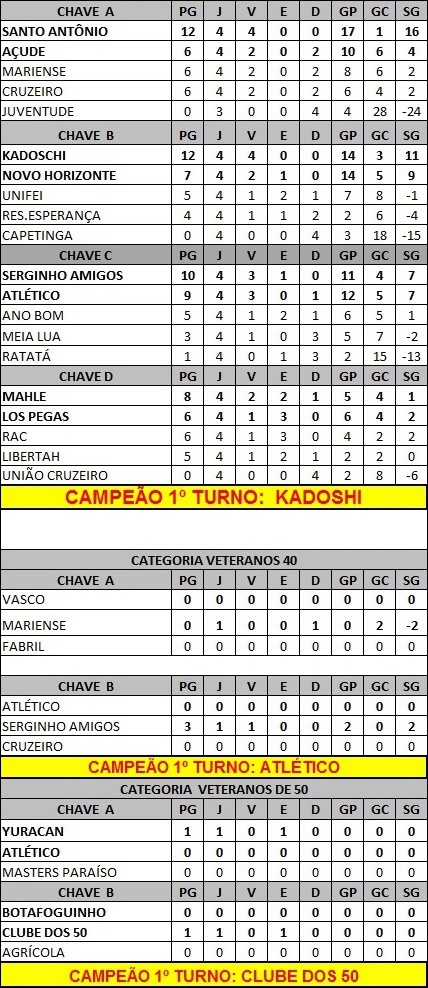 CHAVE A PG J V E D GP GC SG
SANTO ANTÔNIO 12 4 4 0 0 17 1 16
AÇUDE 6 4 2 0 2 10 6 4
MARIENSE 6 4 2 0 2 8 6 2
CRUZEIRO 6 4 2 0 2 6 4 2
JUVENTUDE 0 3 0 0 4 4 28 -24
CHAVE B PG J V E D GP GC SG
KADOSCHI 12 4 4 0 0 14 3 11
NOVO HORIZONTE 7 4 2 1 0 14 5 9
UNIFEI 5 4 1 2 1 7 8 -1
RES.ESPERANÇA 4 4 1 1 2 2 6 -4
CAPETINGA 0 4 0 0 4 3 18 -15
CHAVE C PG J V E D GP GC SG
SERGINHO AMIGOS 10 4 3 1 0 11 4 7
ATLÉTICO 9 4 3 0 1 12 5 7
ANO BOM 5 4 1 2 1 6 5 1
MEIA LUA 3 4 1 0 3 5 7 -2
RATATÁ 1 4 0 1 3 2 15 -13
CHAVE D PG J V E D GP GC SG
MAHLE 8 4 2 2 1 5 4 1
LOS PEGAS 6 4 1 3 0 6 4 2
RAC 6 4 1 3 0 4 2 2
LIBERTAH 5 4 1 2 1 2 2 0
UNIÃO CRUZEIRO 0 4 0 0 4 2 8 -6
CAMPEÃO 1º TURNO: KADOSHI
CATEGORIA VETERANOS 40
CHAVE A PG J V E D GP GC SG
VASCO 0 0 0 0 0 0 0 0
MARIENSE 0 1 0 0 1 0 2 -2
FABRIL 0 0 0 0 0 0 0 0
CHAVE B PG J V E D GP GC SG
ATLÉTICO 0 0 0 0 0 0 0 0
SERGINHO AMIGOS 3 1 1 0 0 2 0 2
CRUZEIRO 0 0 0 0 0 0 0 0
CAMPEÃO 1º TURNO: ATLÉTICO
CATEGORIA VETERANOS DE 50
CHAVE A PG J V E D GP GC SG
YURACAN 1 1 0 1 0 0 0 0
ATLÉTICO 0 0 0 0 0 0 0 0
MASTERS PARAÍSO 0 0 0 0 0 0 0 0
CHAVE B PG J V E D GP GC SG
BOTAFOGUINHO 0 0 0 0 0 0 0 0
CLUBE DOS 50 1 1 0 1 0 0 0 0
AGRÍCOLA 0 0 0 0 0 0 0 0
CAMPEÃO 1º TURNO: CLUBE DOS 50